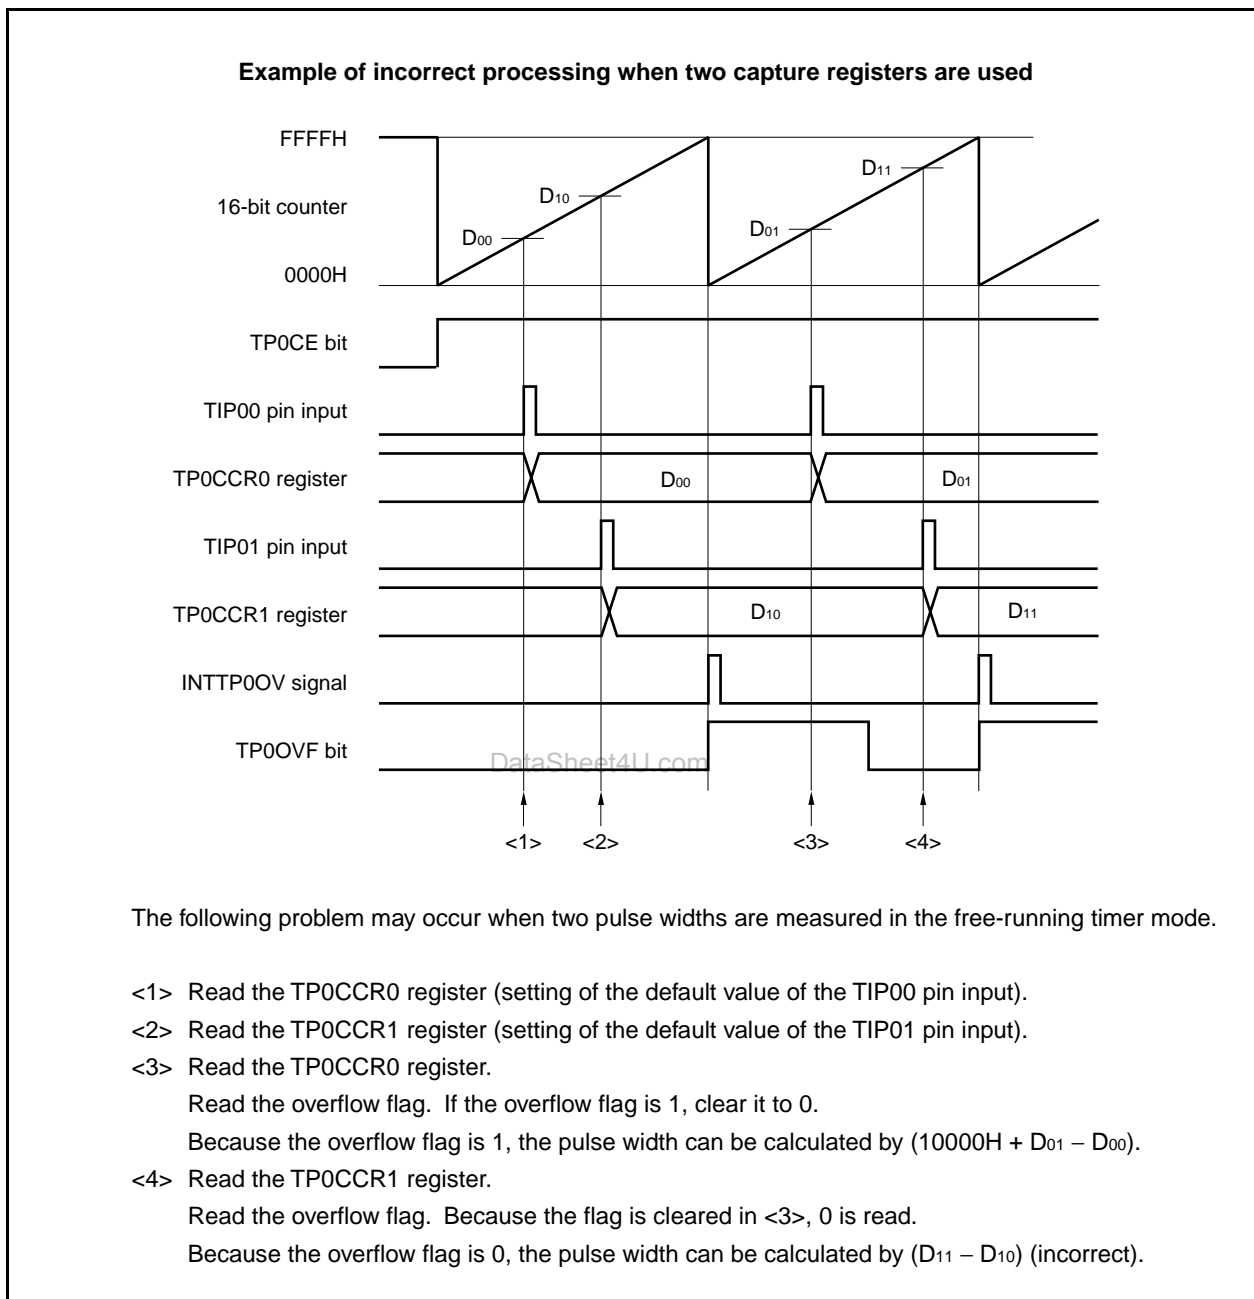 Example of incorrect processing when two capture registers are used
FFFFH
D11
D10
16-bit counter
D01
D00
0000H
TP0CE bit
TIP00 pin input
TP0CCR0 register
D00
D01
TIP01 pin input
TP0CCR1 register
D10
D11
INTTP0OV signal
TP0OVF bit
DataSheet4U.com
<1>
<2>
<3>
<4>
The following problem may occur when two pulse widths are measured in the free-running timer mode.
<1> Read the TP0CCR0 register (setting of the default value of the TIP00 pin input).
<2> Read the TP0CCR1 register (setting of the default value of the TIP01 pin input).
<3> Read the TP0CCR0 register.
Read the overflow flag. If the overflow flag is 1, clear it to 0.
Because the overflow flag is 1, the pulse width can be calculated by (10000H + D01 − D00).
<4> Read the TP0CCR1 register.
Read the overflow flag. Because the flag is cleared in <3>, 0 is read.
Because the overflow flag is 0, the pulse width can be calculated by (D11 − D10) (incorrect).